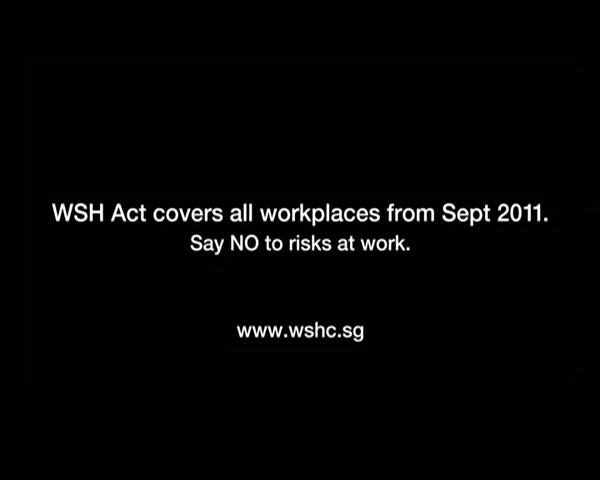 WSH Act covers all workplaces from Sept 2011.
Say NO to risks at work.
www.wshc.sg